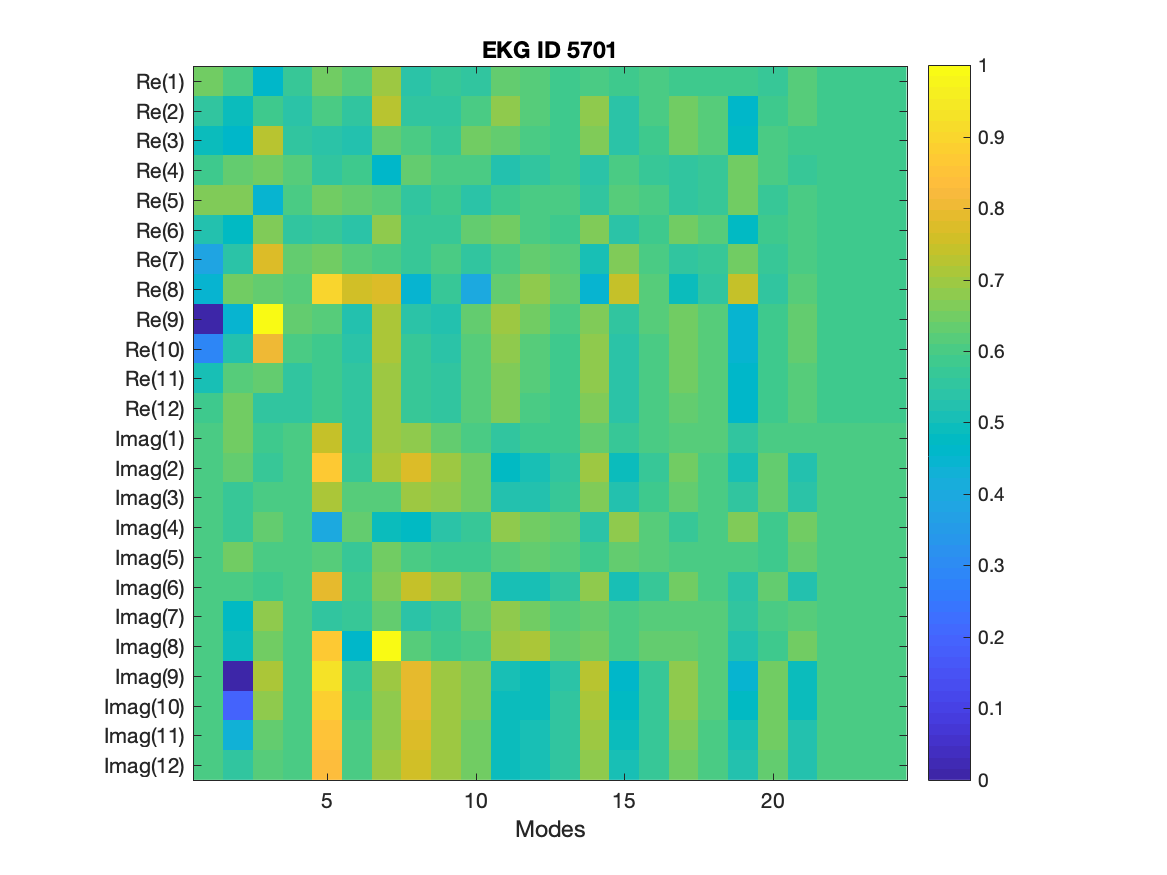 EKG ID 5701
Re(1)
Re(2)
Re(3)
Re(4)
Re(5)
Re(6)
Re(7)
Re(8)
Re(9)
Re(10)
Re(11)
Re(12)
Imag(1)
Imag(2)
Imag(3)
Imag(4)
Imag(5)
Imag(6)
Imag(7)
Imag(8)
Imag(9)
Imag(10)
Imag(11)
Imag(12)
5 10 15 20
Modes
1
0.9
0.8
0.7
0.6
0.5
0.4
0.3
0.2
0.1
0